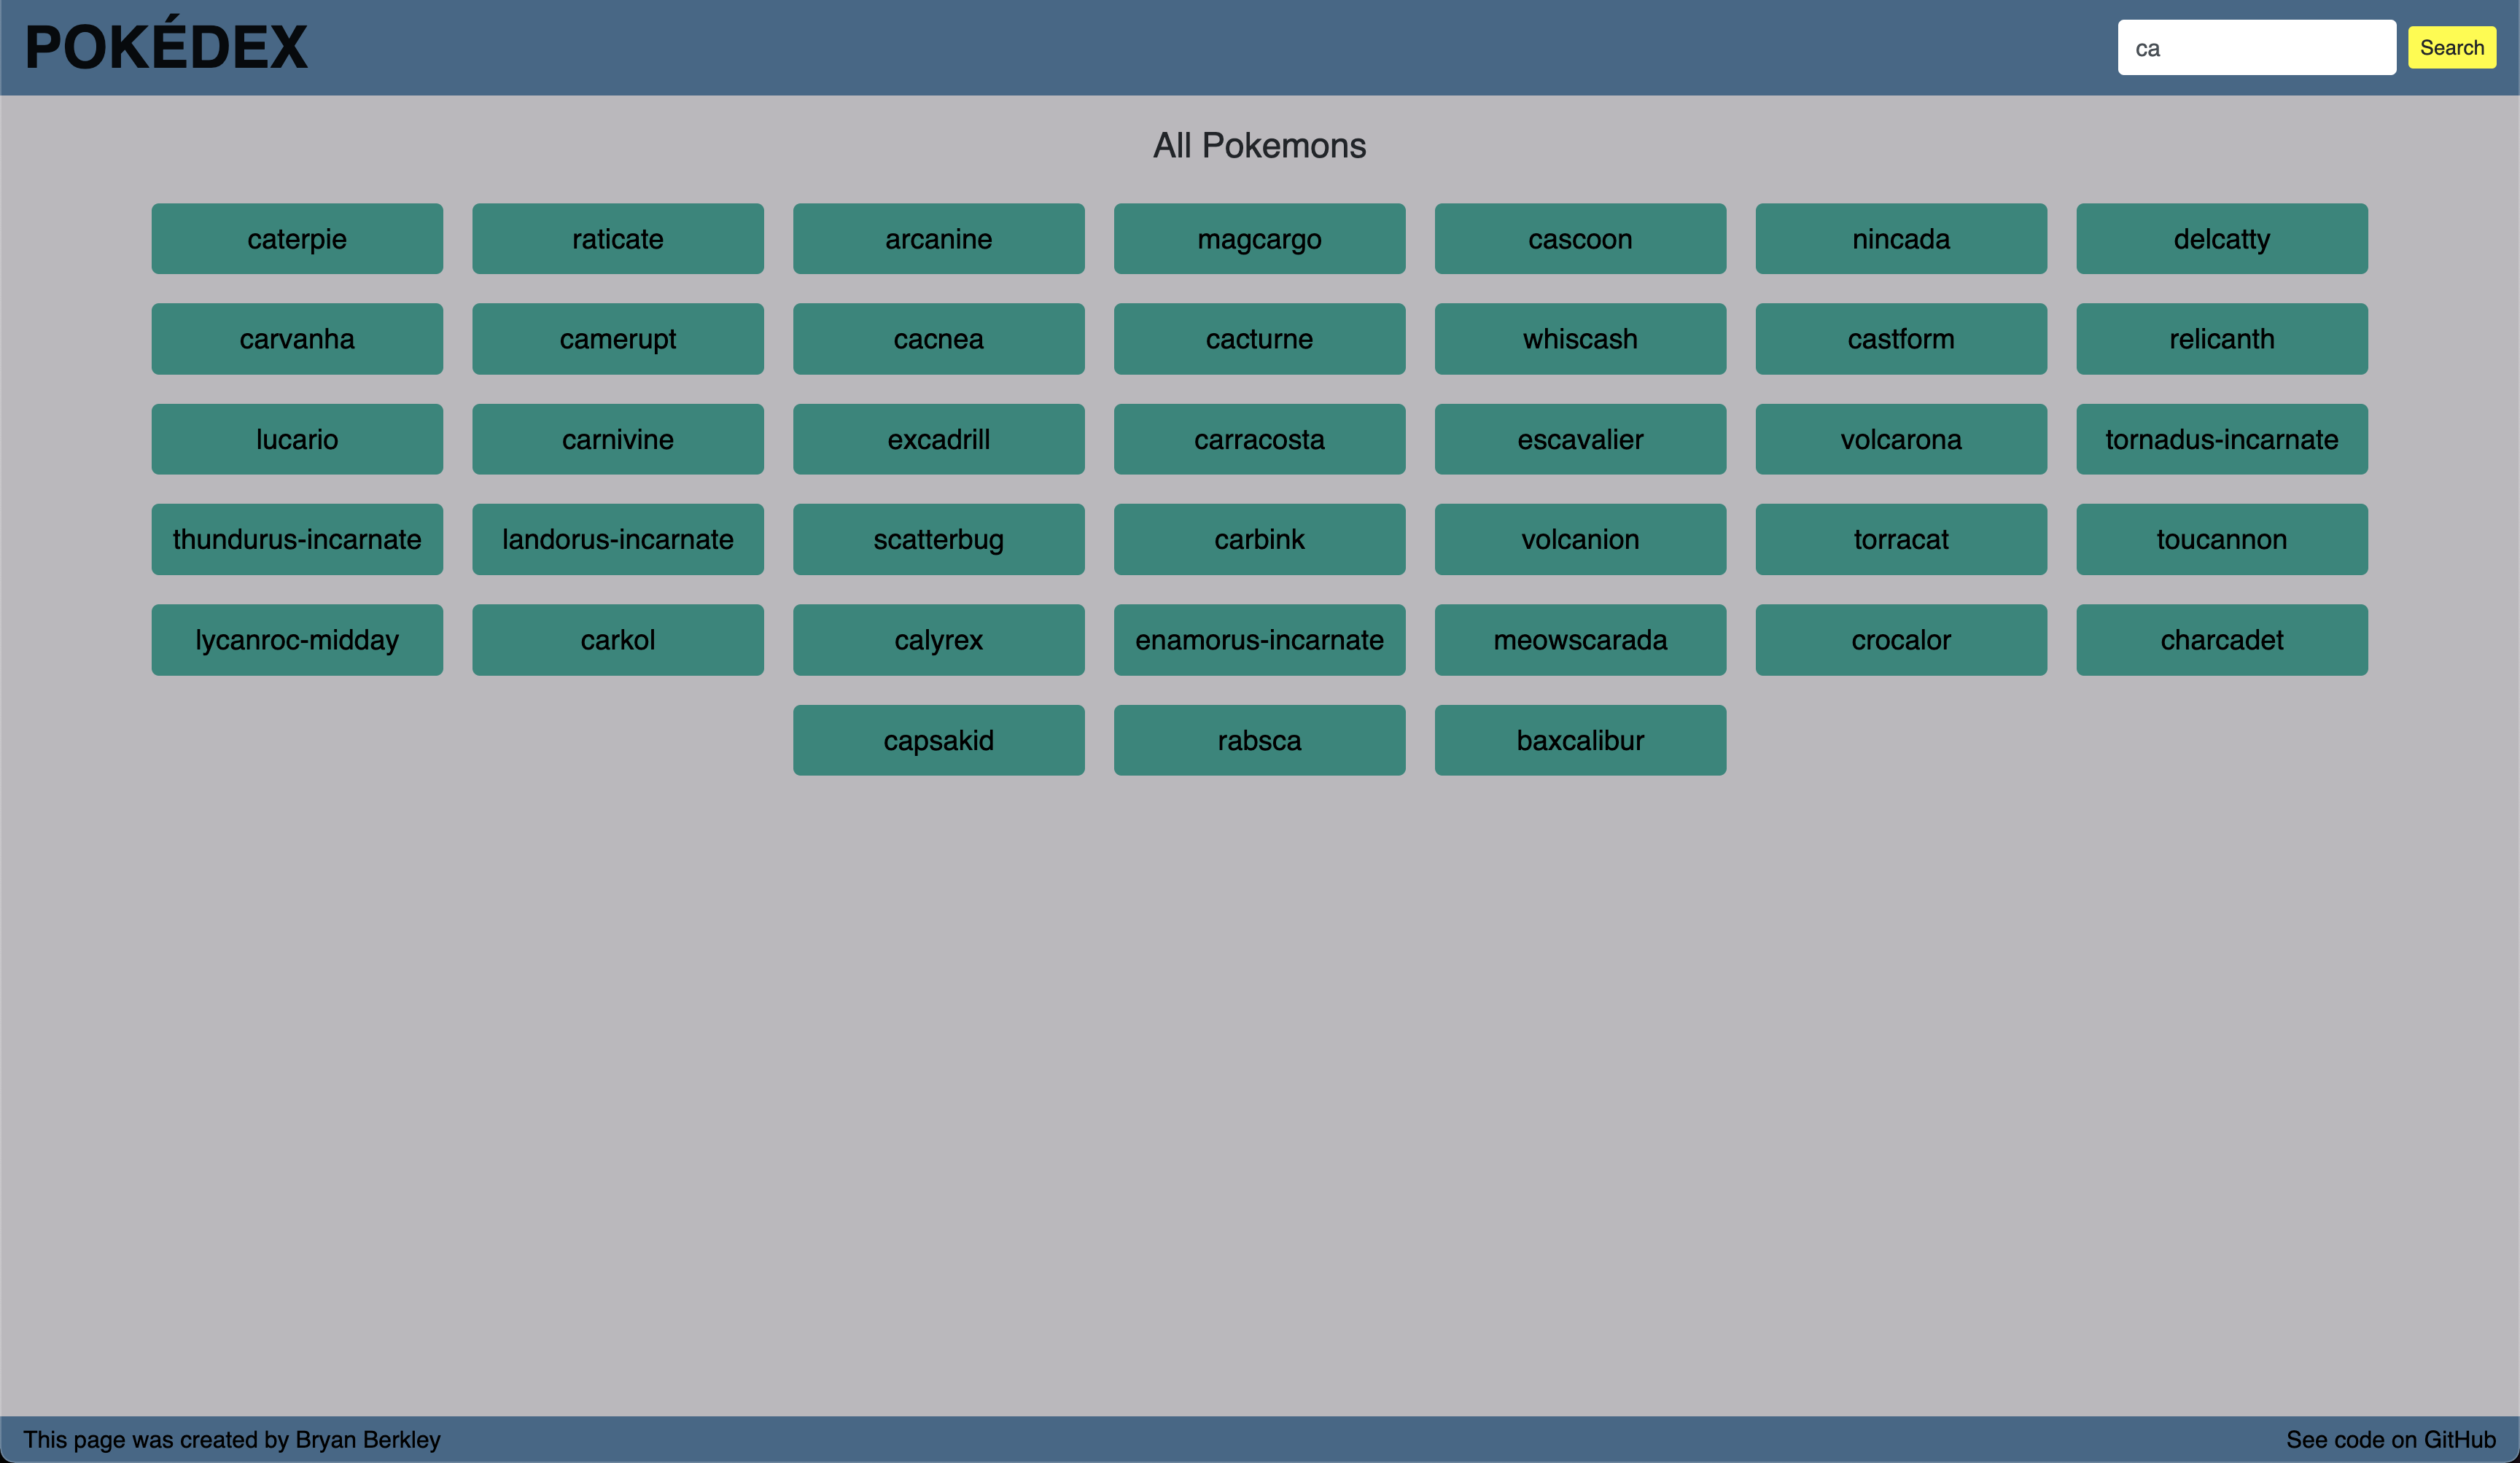 POKÉDEX
ca
Search
All Pokemons
caterpie raticate arcanine magcargo cascoon nincada delcatty
carvanha camerupt cacnea cacturne whiscash castform relicanth
lucario carnivine excadrill carracosta escavalier volcarona tornadus-incarnate
thundurus-incarnate landorus-incarnate scatterbug carbink volcanion torracat toucannon
lycanroc-midday carkol calyrex enamorus-incarnate meowscarada crocalor charcadet
capsakid rabsca baxcalibur
This page was created by Bryan Berkley
See code on GitHub